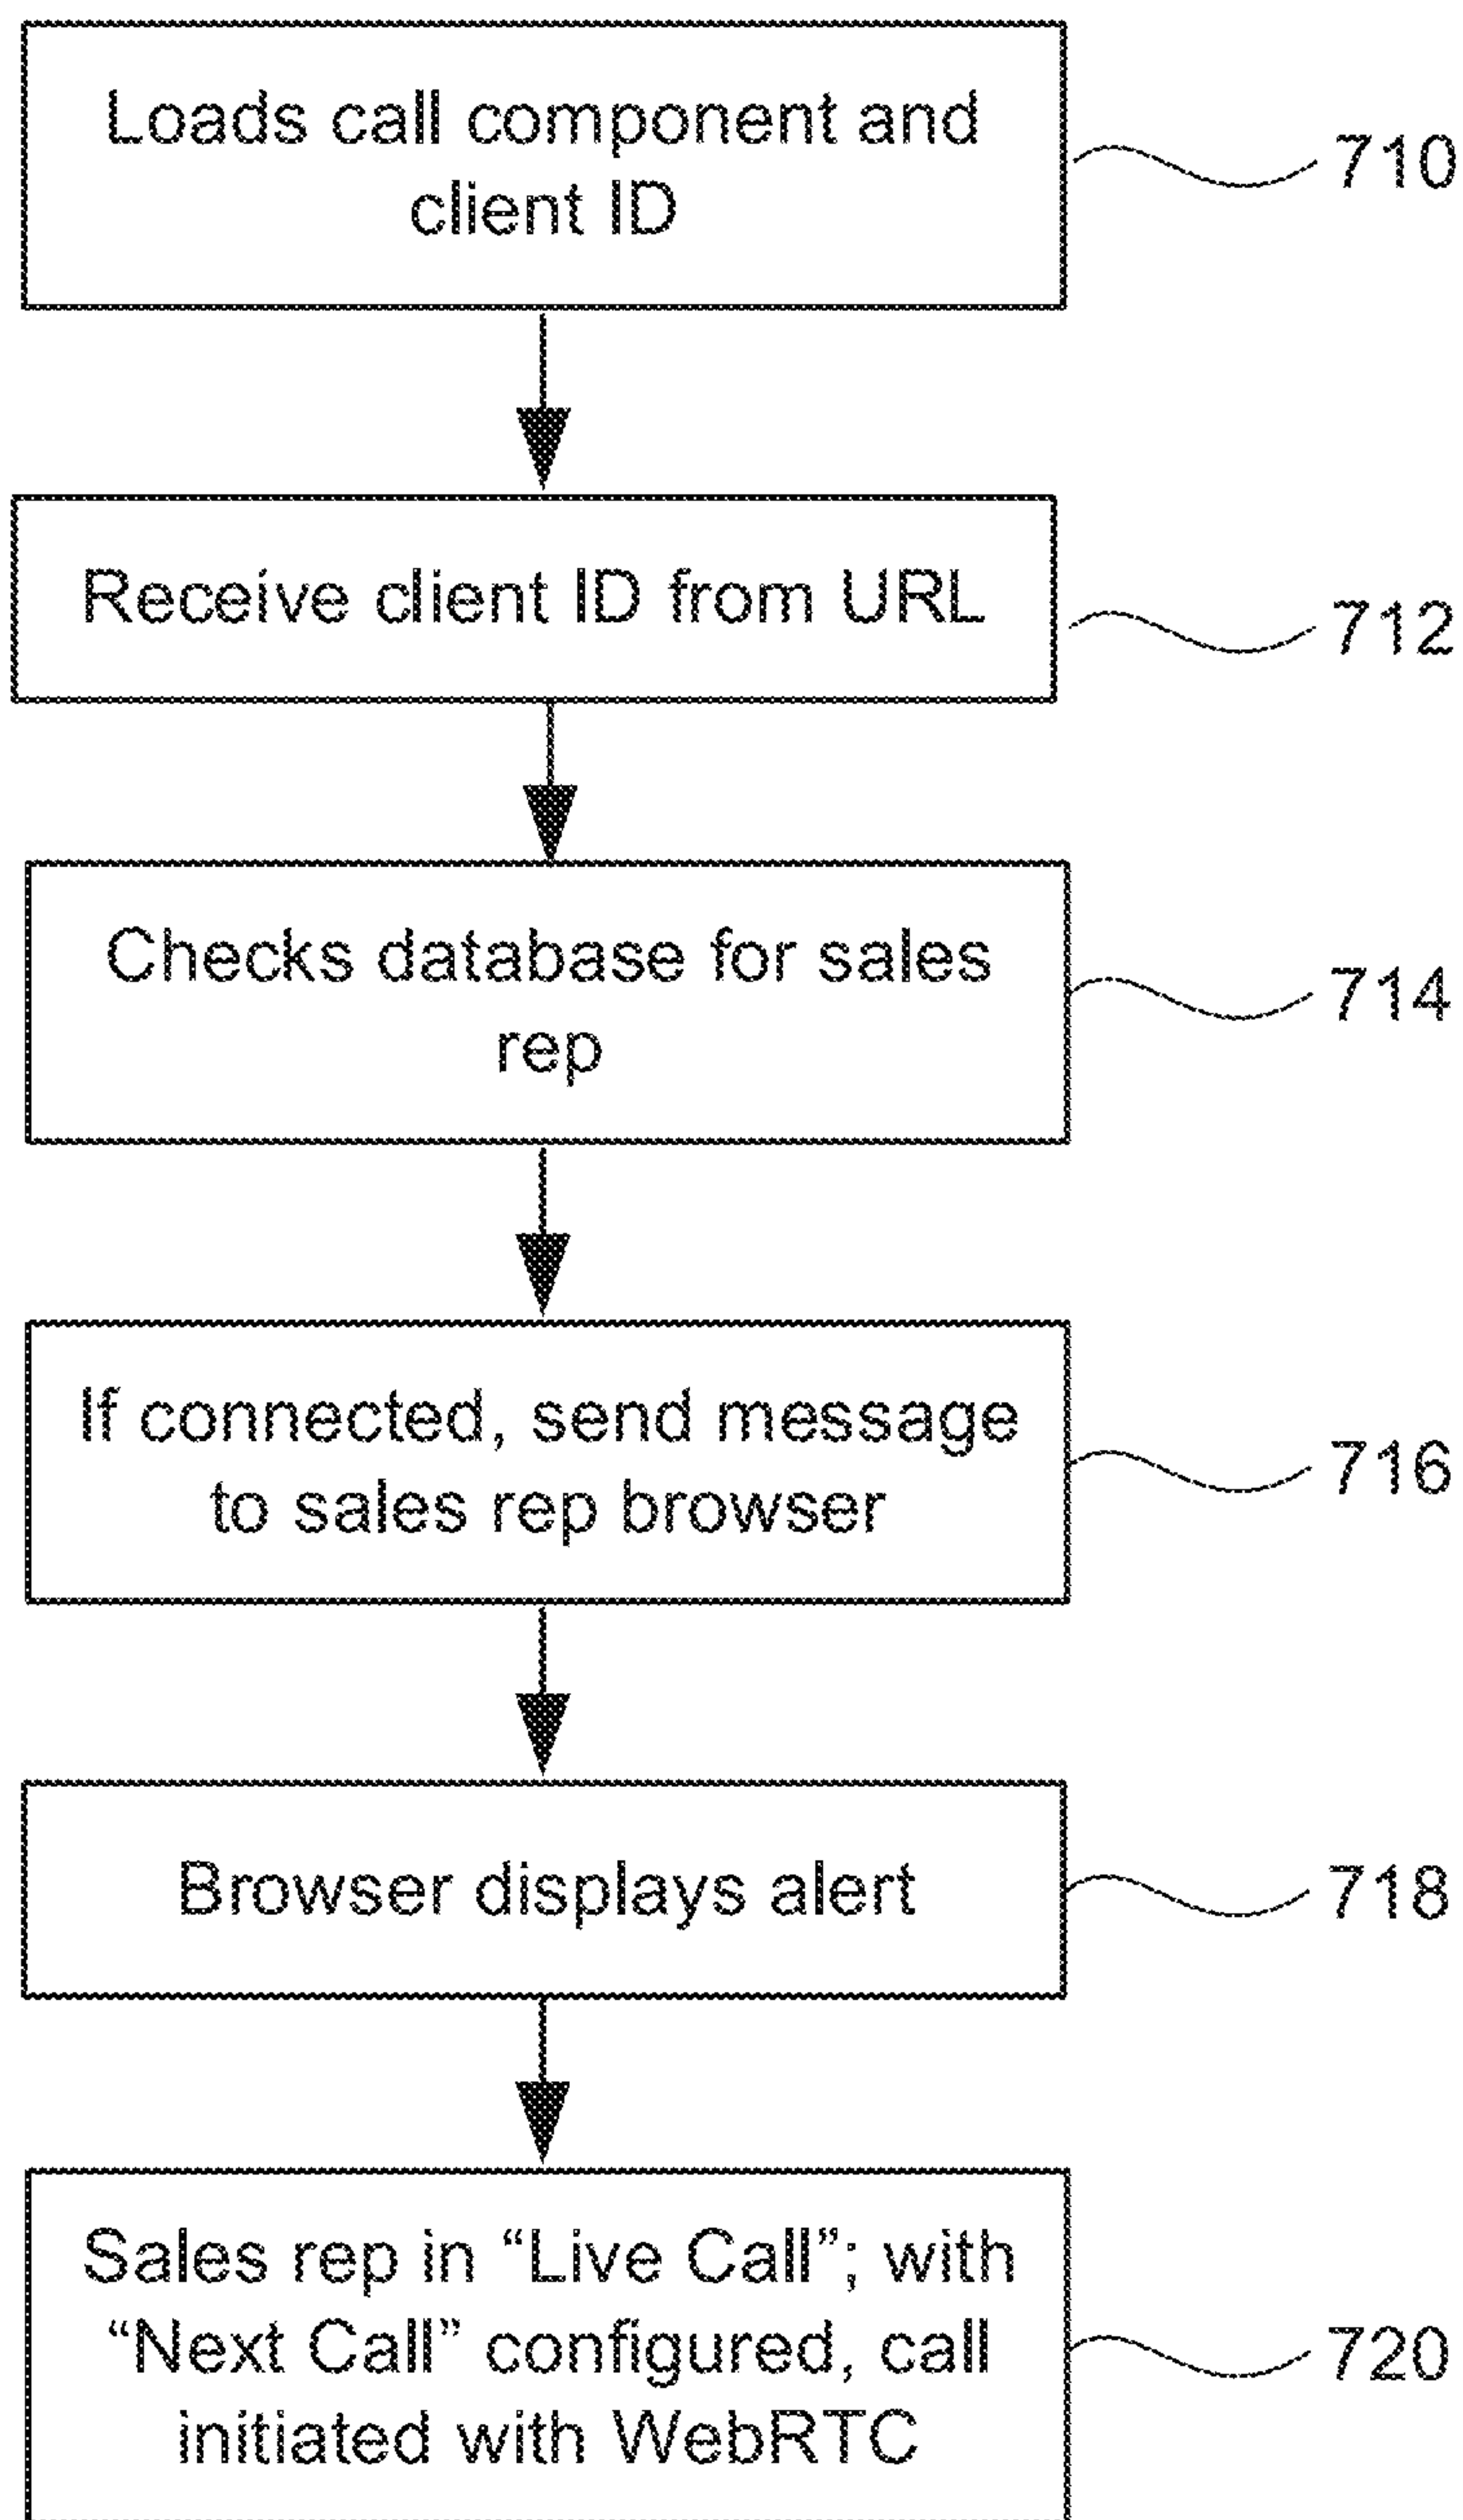 Loads call component and
client ID
710
Receive client ID from URL
712
Checks database for sales
rep
714
If connected, send message
to sales rep browser
716
Browser displays alert
718
Sales rep in “Live Call”; with
“Next Call” configured, call
initiated with WebRTC
720